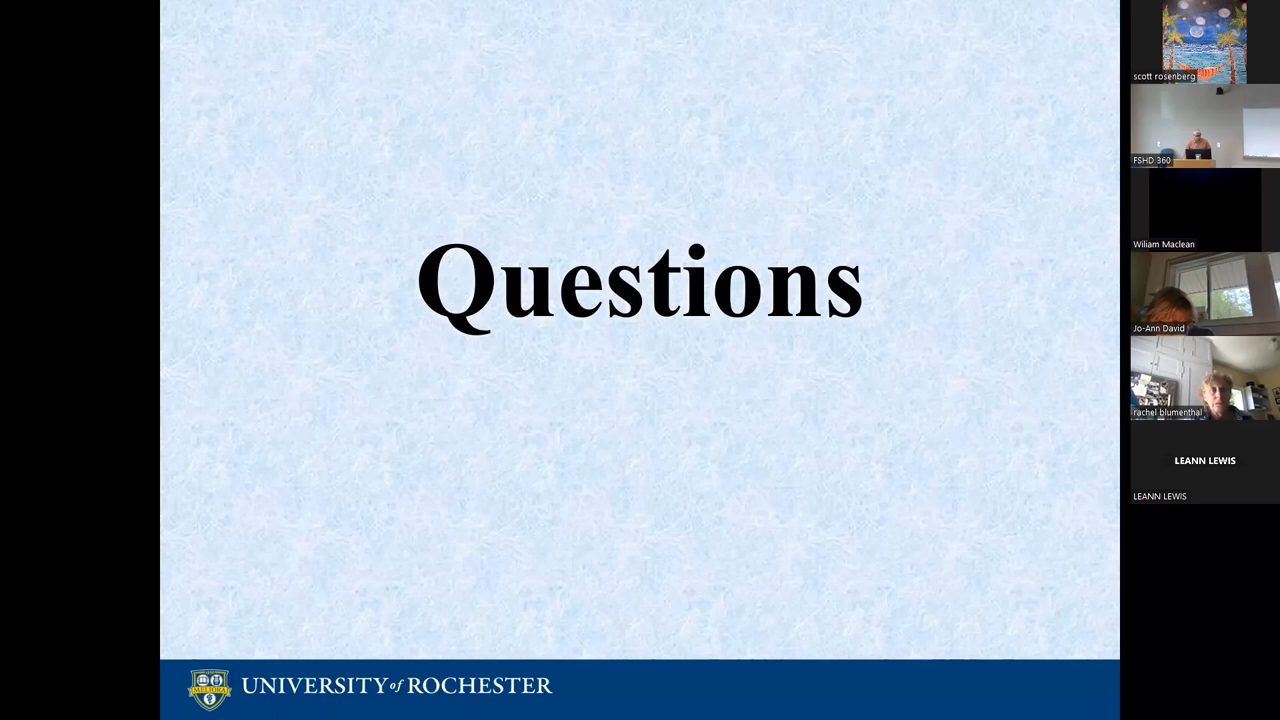 Questions
MELIORA
UNIVERSITY of ROCHESTER
scott rosenberg
FSHD 360
Wiliam Maclean
Jo-Ann David
rachel blumenthal
LEANN LEWIS
LEANN LEWIS